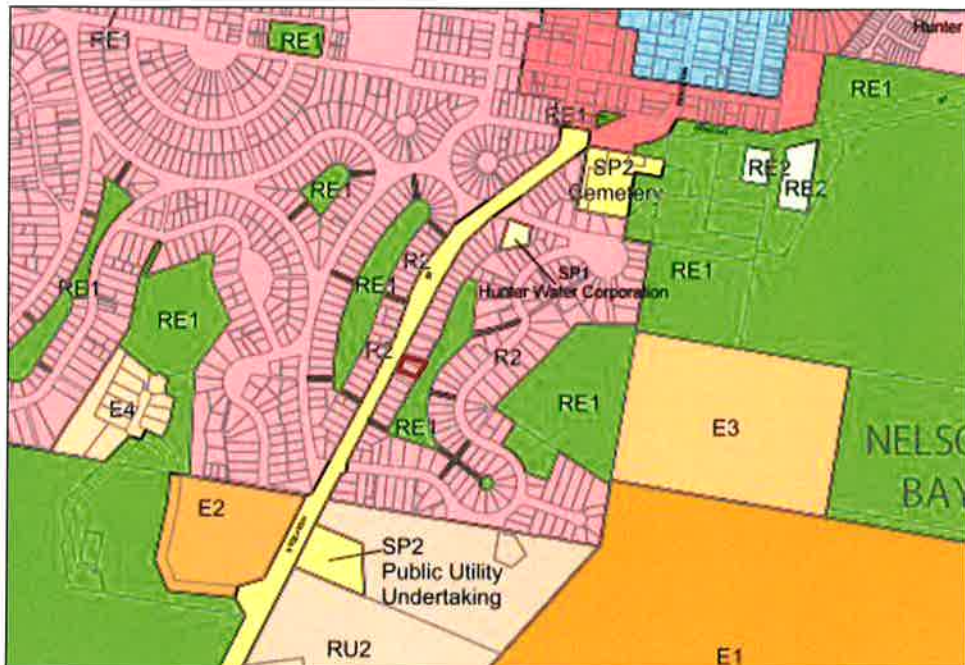 Hunter
RE1
RE1
RE1
RE1
SP2
Cemetery
RE2
RE2
RE1
R2
SP1
Hunter Water Corporation
RE1
RE1
RE1
RE1
R2
R2
RE1
E4
RE1
E3
NELSO
BAY
E2
SP2
Public Utility
Undertaking
RU2
E1